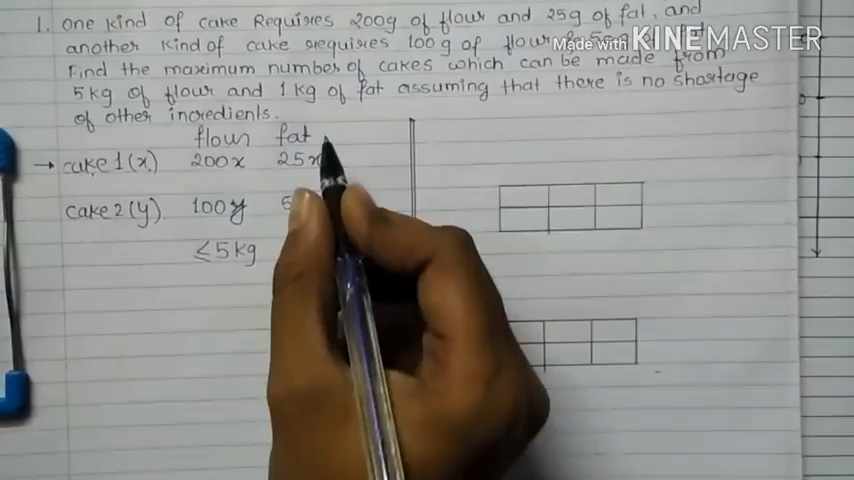 1. One kind of cake Requires 200g of flour and 25g of fat, and
another kind of cake requires 100g of flour
Made with KINEMASTER
Find the maximum number of cakes which can be made from
5kg of flour and 1 kg of fat assuming that there is no shortage
of other incredients.
flour fat
→ cake 1(x) 200x 25x
cake 2(y) 100y 5
≤5kg